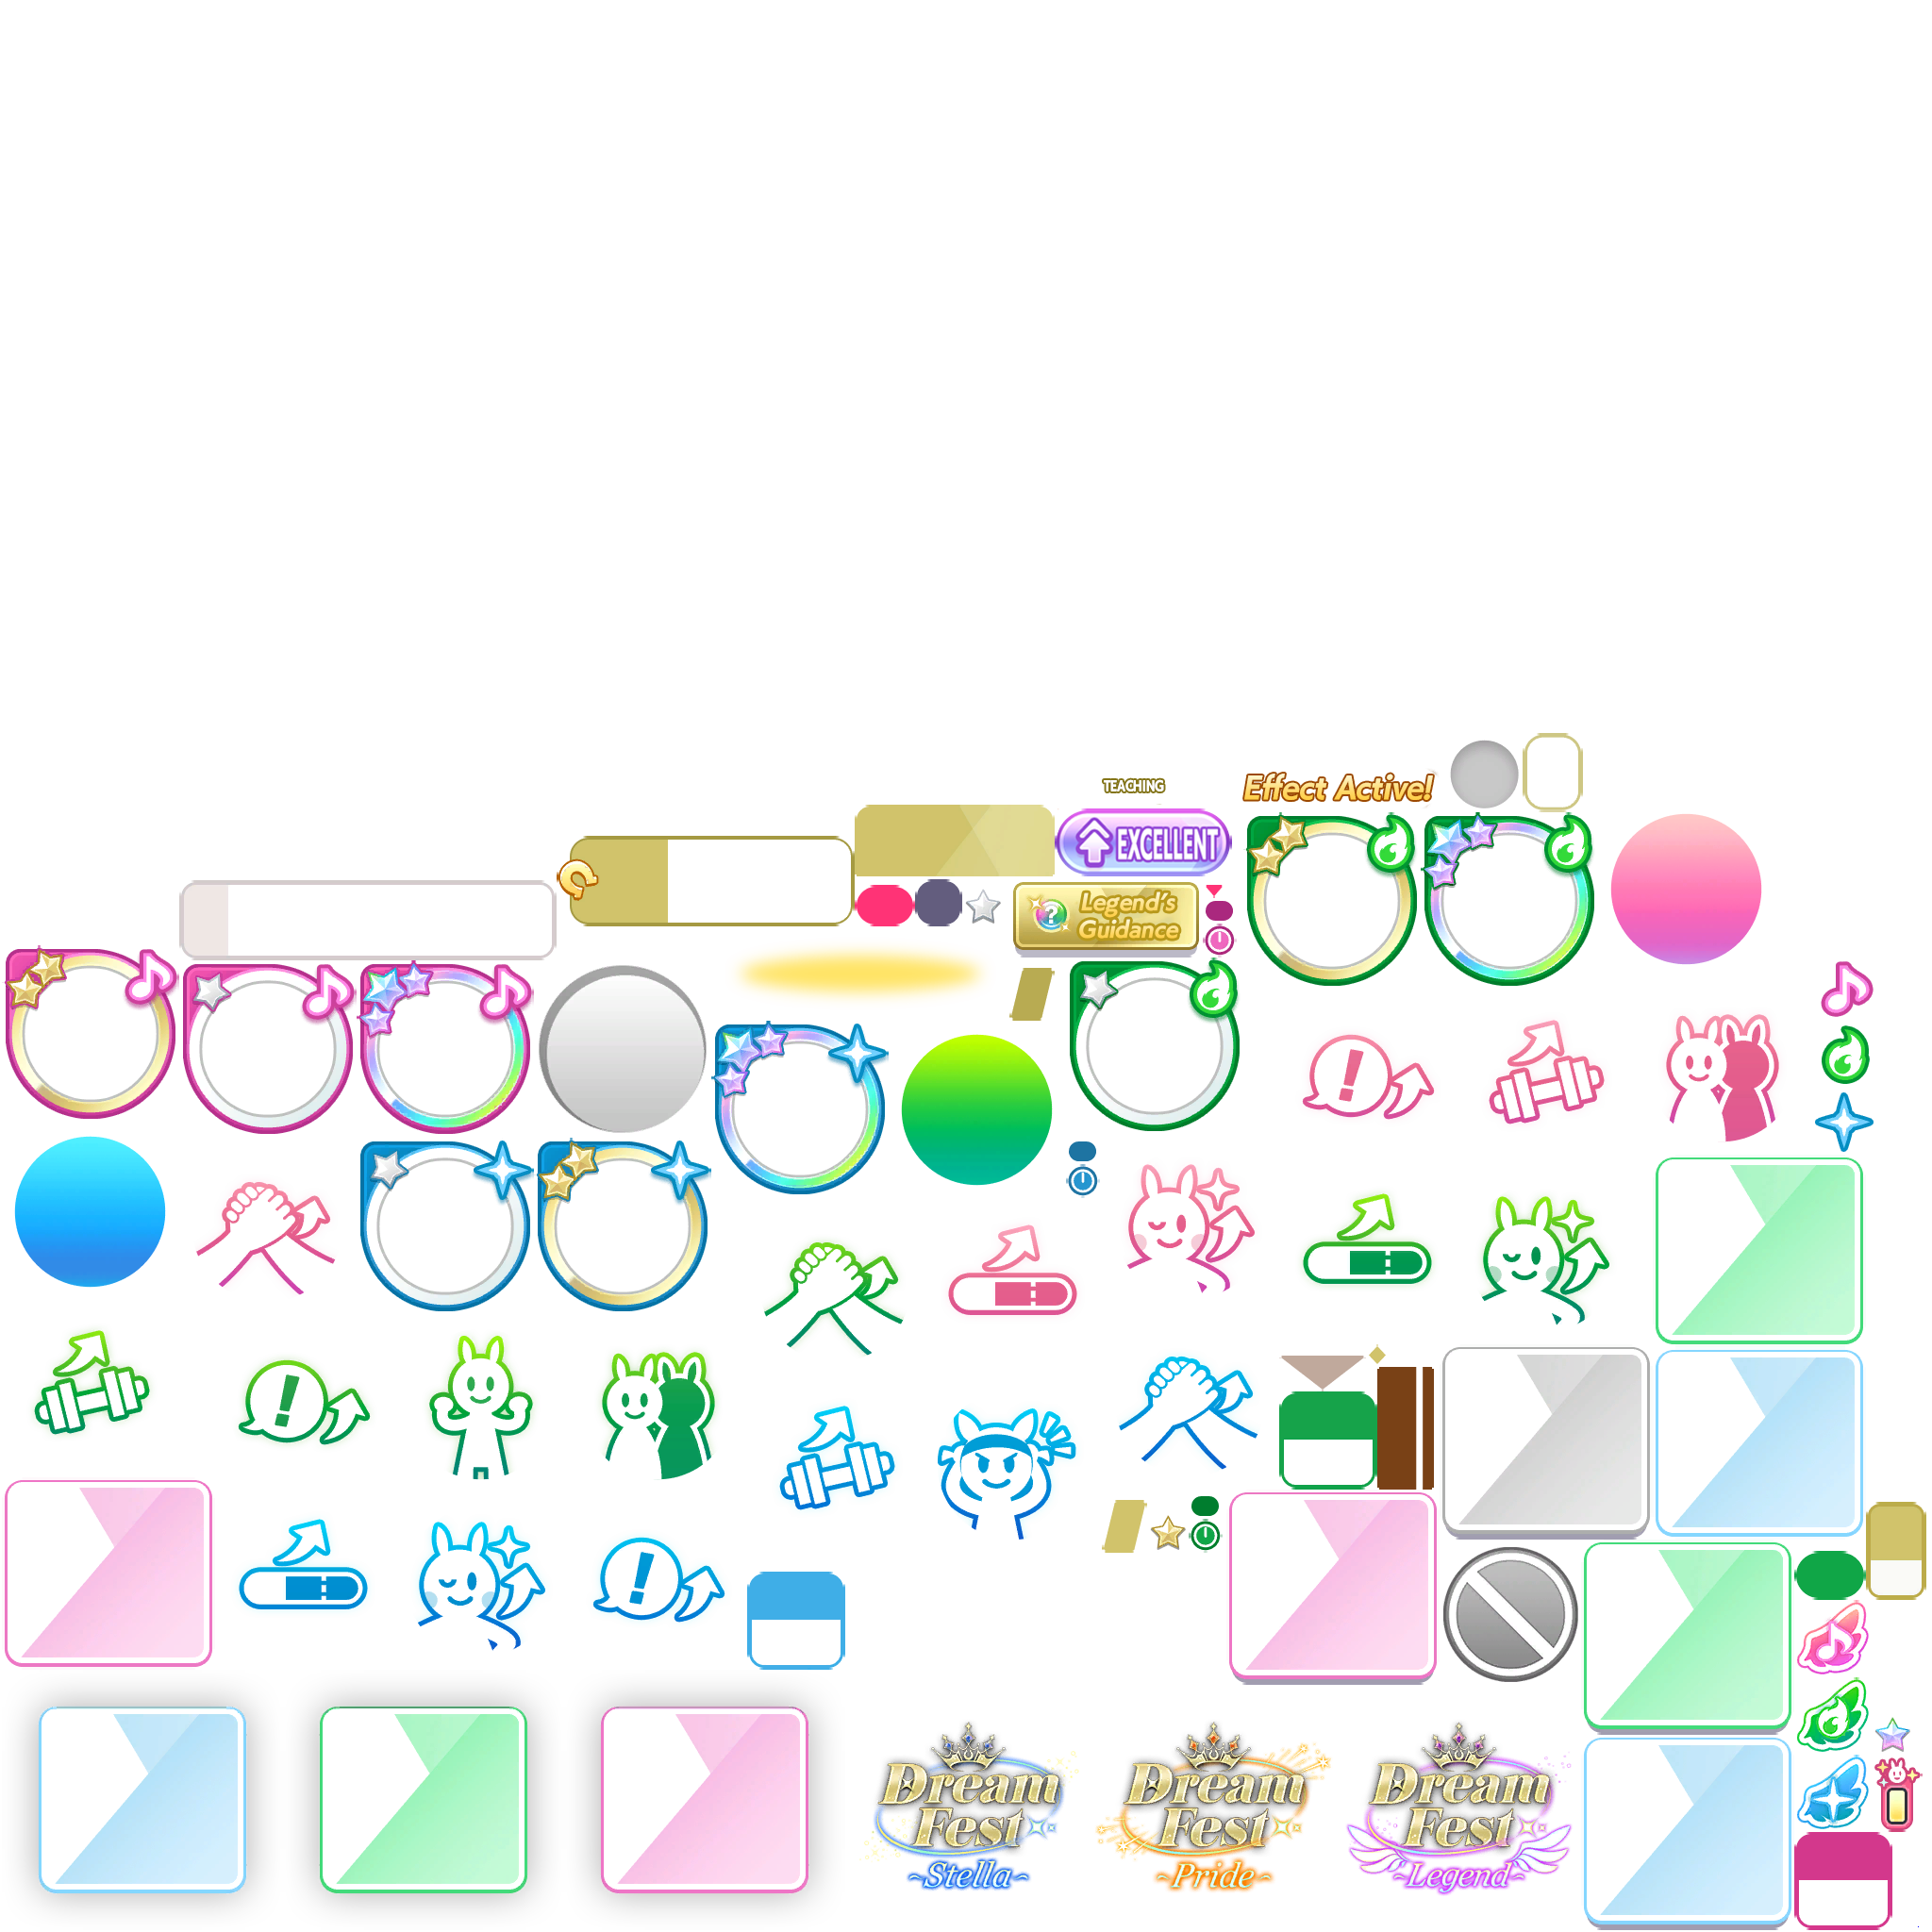 TEACHING
Effect Active!
EXCELLENT
Legend's
Guidance
Dream
Fest
~Stella~
Dream
Fest
~Pride~
Dream
Fest
~Legend~